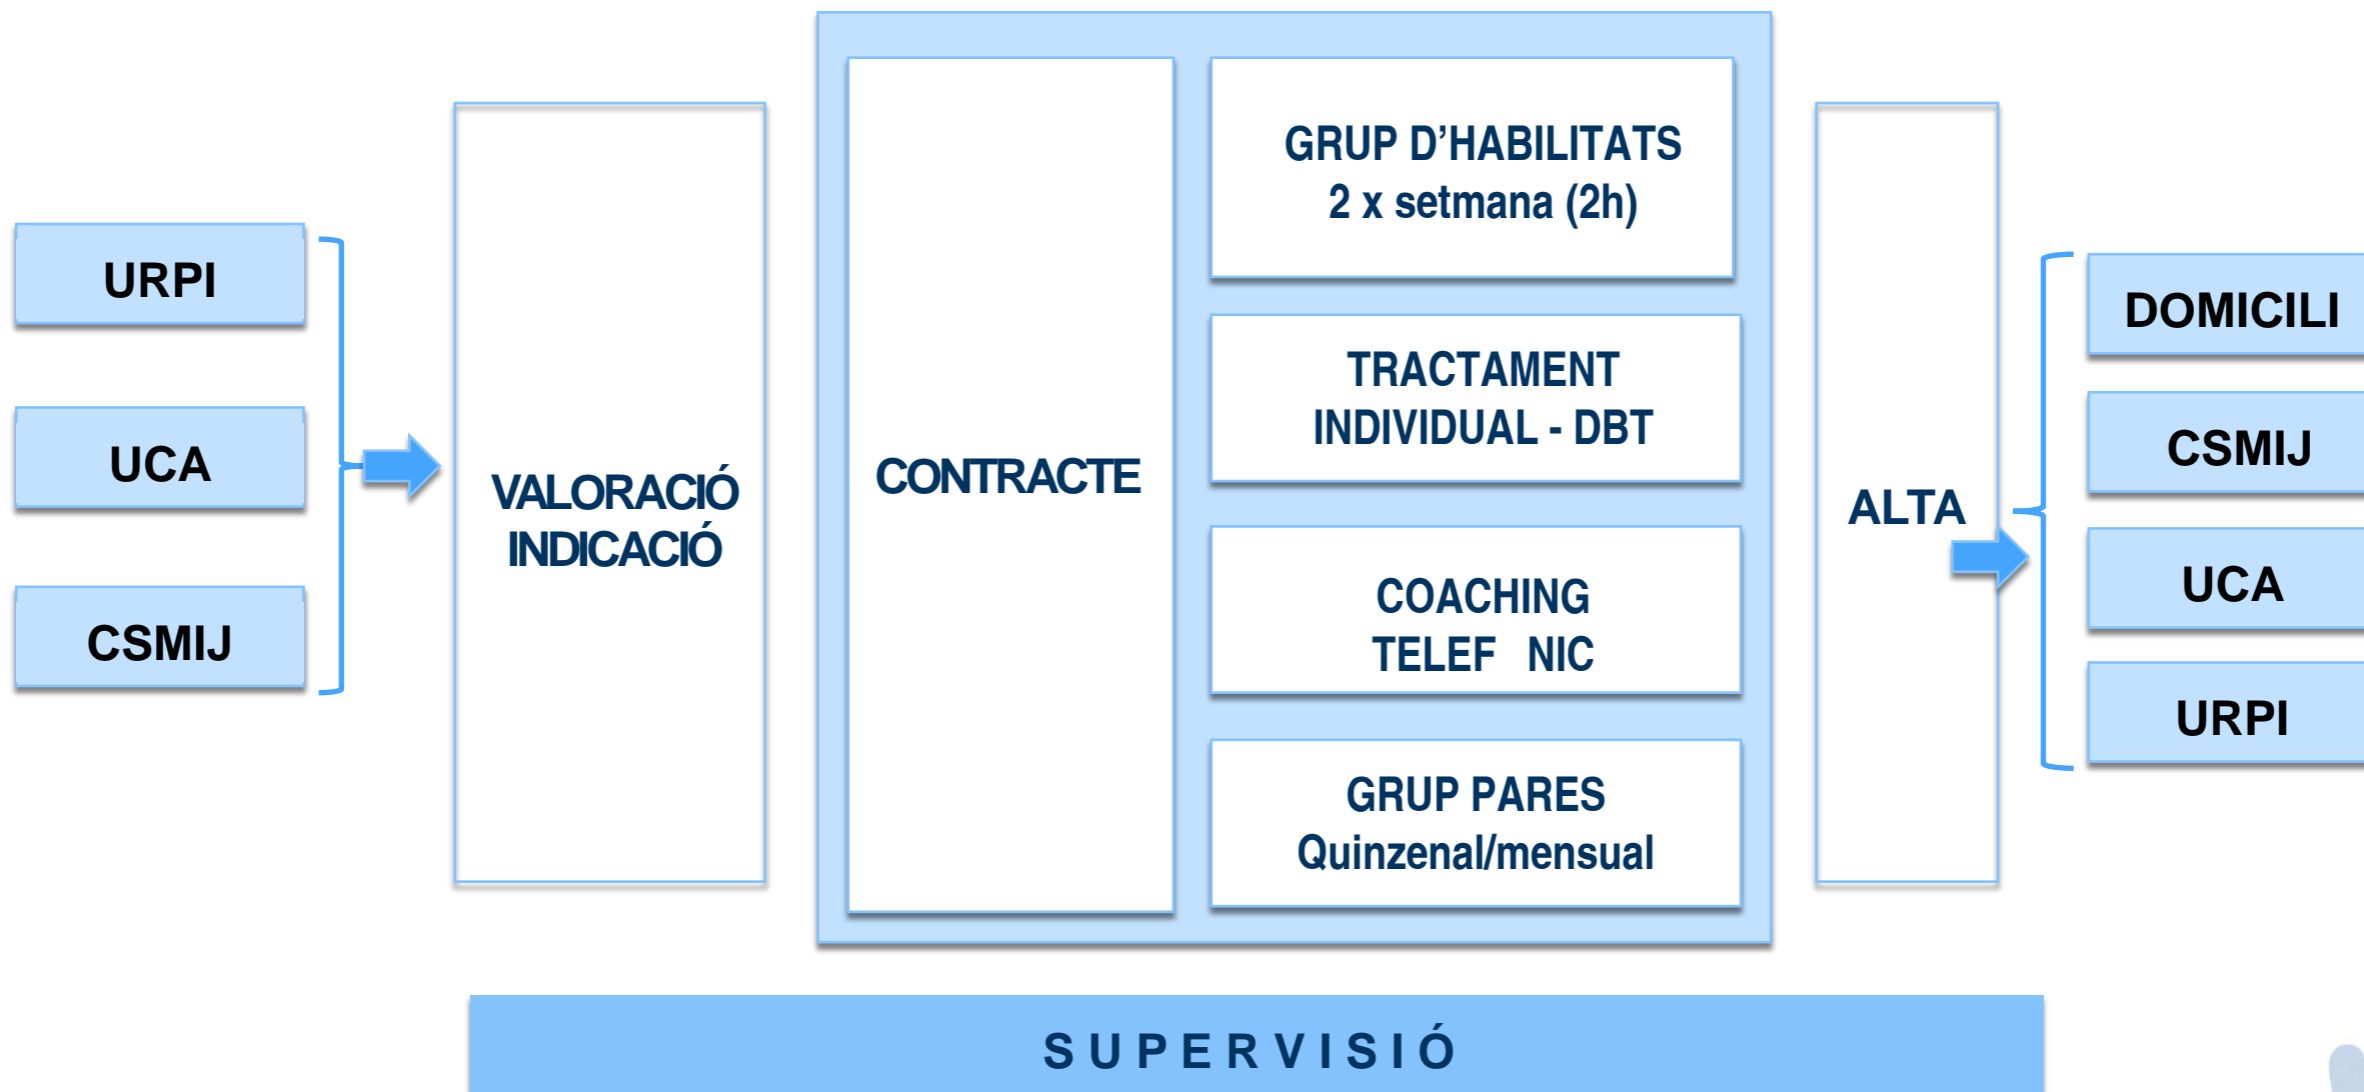 URPI
UCA
CSMIJ
VALORACIÓ
INDICACIÓ
CONTRACTE
GRUP D’HABILITATS
2 x setmana (2h)
TRACTAMENT
INDIVIDUAL - DBT
COACHING
TELEF   NIC
GRUP PARES
Quinzenal/mensual
ALTA
DOMICILI
CSMIJ
UCA
URPI
SUPERVISIÓ